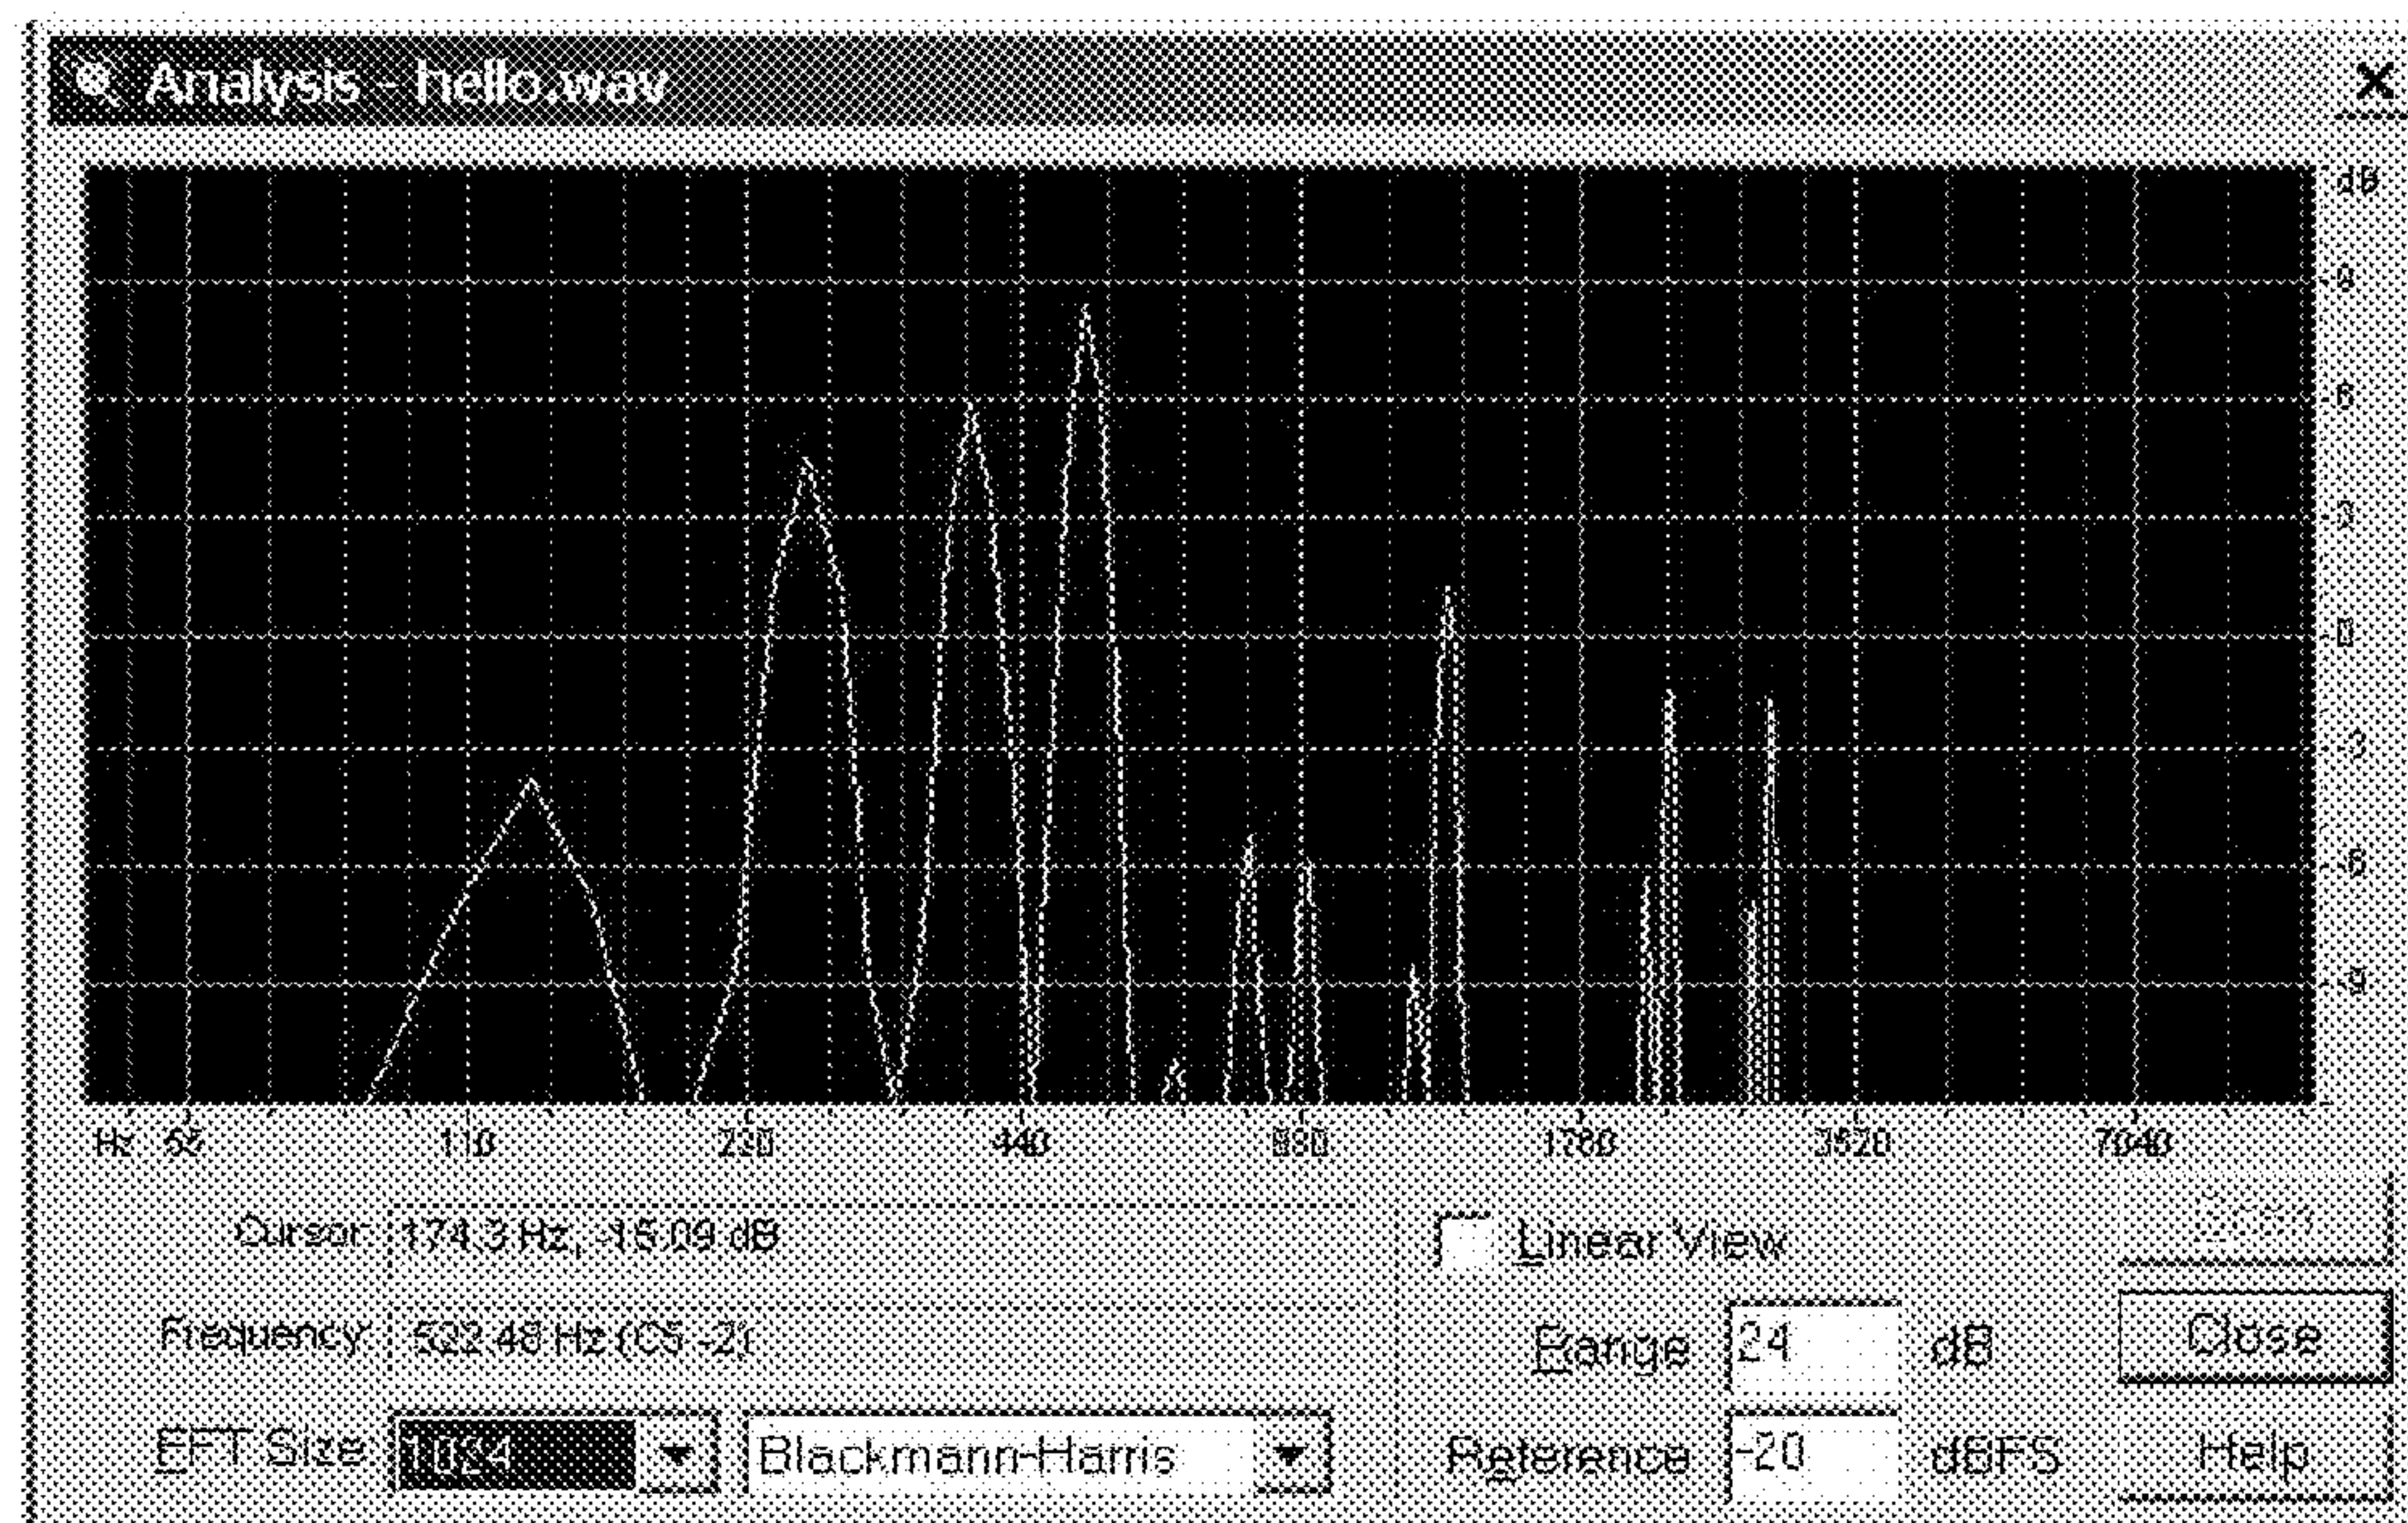 Analysis - hello.wav
dB
9
6
3
0
-3
-6
-9
Hz 55 110 220 440 880 1760 3520 7040
Cursor: 174.3 Hz, -15.09 dB
Linear View
Scan
Frequency: 522.48 Hz (C5 -2)
Range 24 dB
Close
FFT Size 1024 Blackmann-Harris
Reference -20 dBFS
Help